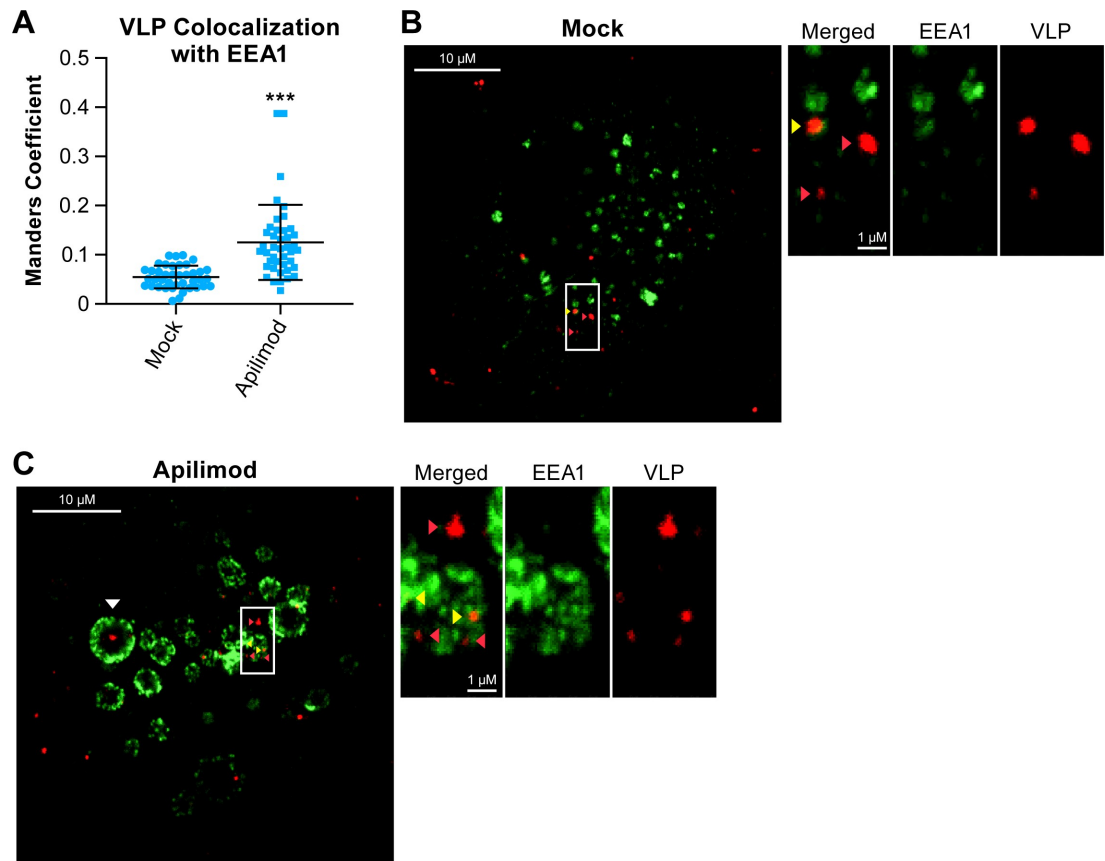 A
VLP Colocalization
with EEA1
Manders Coefficient
0.5
0.4
0.3
0.2
0.1
0
***
Mock
Apilimod
B
Mock
10 µM
Merged
EEA1
VLP
1 µM
C
Apilimod
10 µM
Merged
EEA1
VLP
1 µM